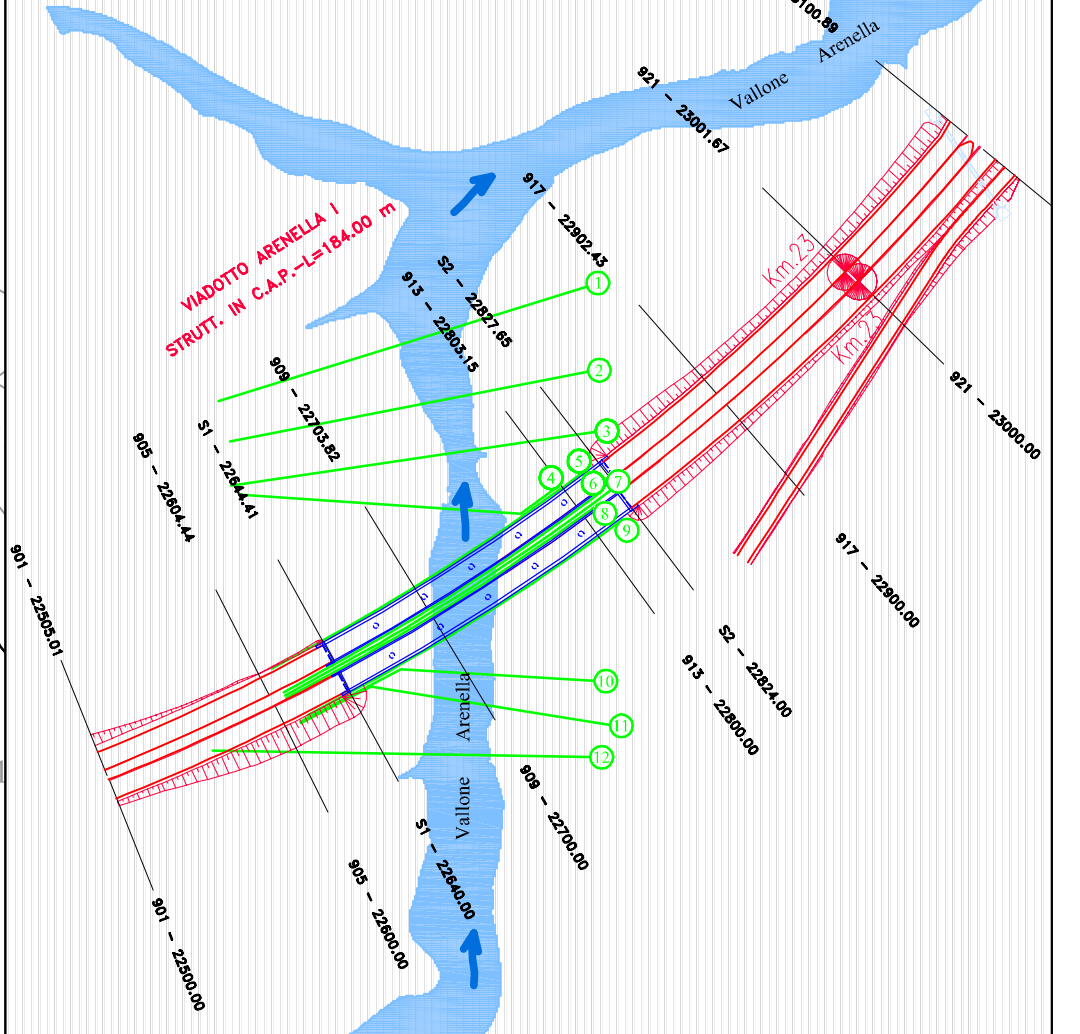 Arenella
Vallone
921 - 23001.67
917 - 22902.43
VIADOTTO ARENELLA I
STRUTT. IN C.A.P.-L=184.00
Km.23
S2 - 22827.65
913 - 22803.15
1
909 - 22703.82
2
Km.23
S1 - 22644.41
3
921 - 23000.00
905 - 22604.44
5
4
6
7
8
9
901 - 22505.01
917 - 22900.00
S2 - 22824.00
913 - 22800.00
10
Arenella
11
12
Vallone
909 - 22700.00
S1 - 22640.00
905 - 22600.00
901 - 22500.00